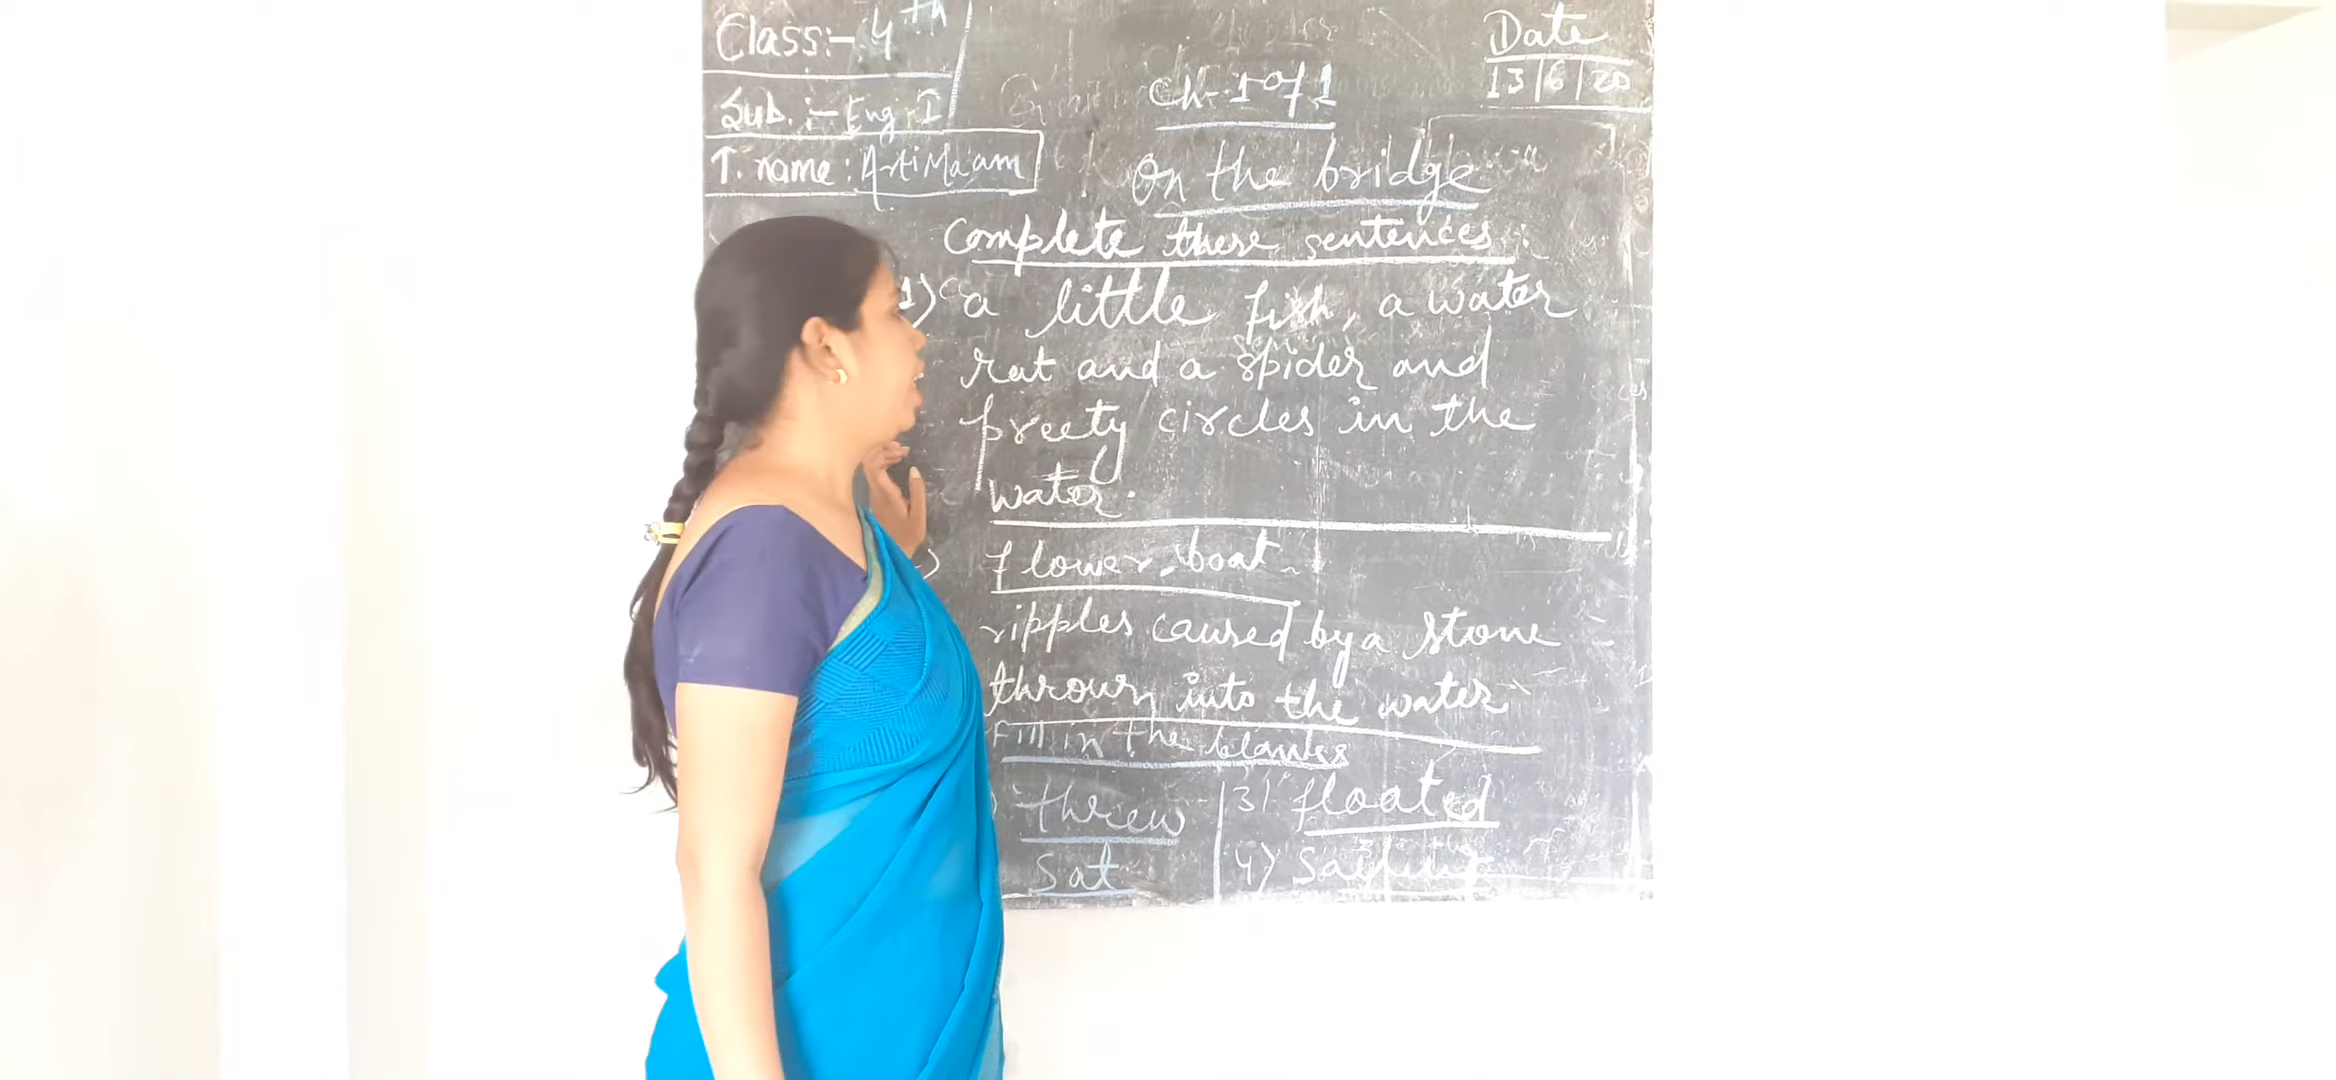 Class:- 4th
Sub. :- Eng. I
T. name: Arti Ma'am
Date
13/6/20
Ch-1 of 1
On the bridge
Complete these sentences.
1) a little fish, a water
rat and a spider and
preety circles in the
water.
) flower-boat
ripples caused by a stone
thrown into the water
Fill in the blanks
threw
3) floated
Sat
4)